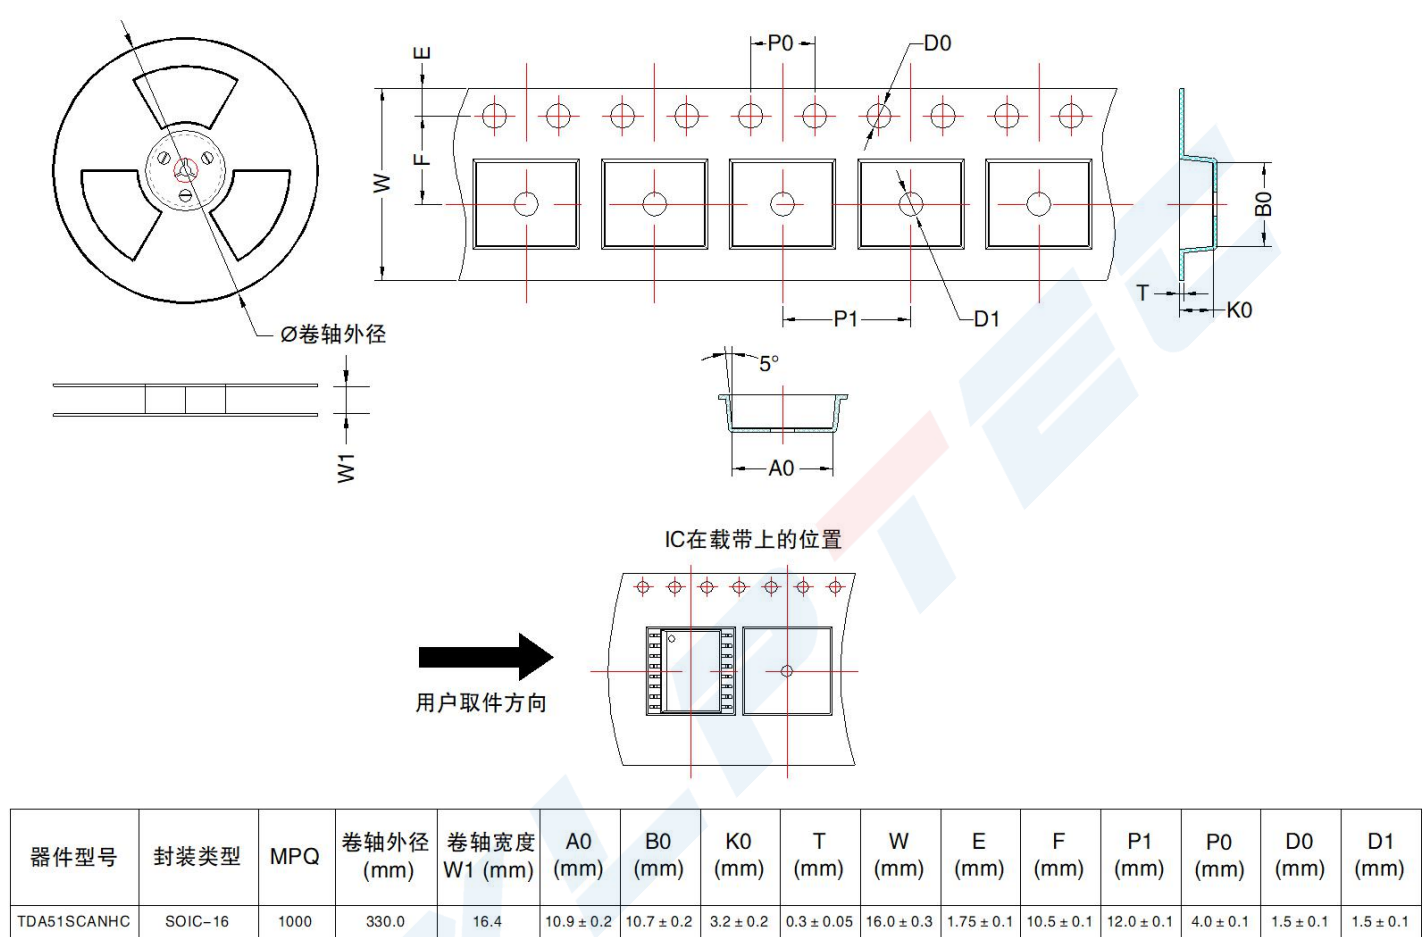 E
P0
D0
F
W
B0
T
K0
P1
D1
Ø卷轴外径
5°
W1
A0
IC在载带上的位置
用户取件方向
器件型号 封装类型 MPQ 卷轴外径 (mm) 卷轴宽度 W1 (mm) A0 (mm) B0 (mm) K0 (mm) T (mm) W (mm) E (mm) F (mm) P1 (mm) P0 (mm) D0 (mm) D1 (mm)
TDA51SCANHC SOIC-16 1000 330.0 16.4 10.9±0.2 10.7±0.2 3.2±0.2 0.3±0.05 16.0±0.3 1.75±0.1 10.5±0.1 12.0±0.1 4.0±0.1 1.5±0.1 1.5±0.1